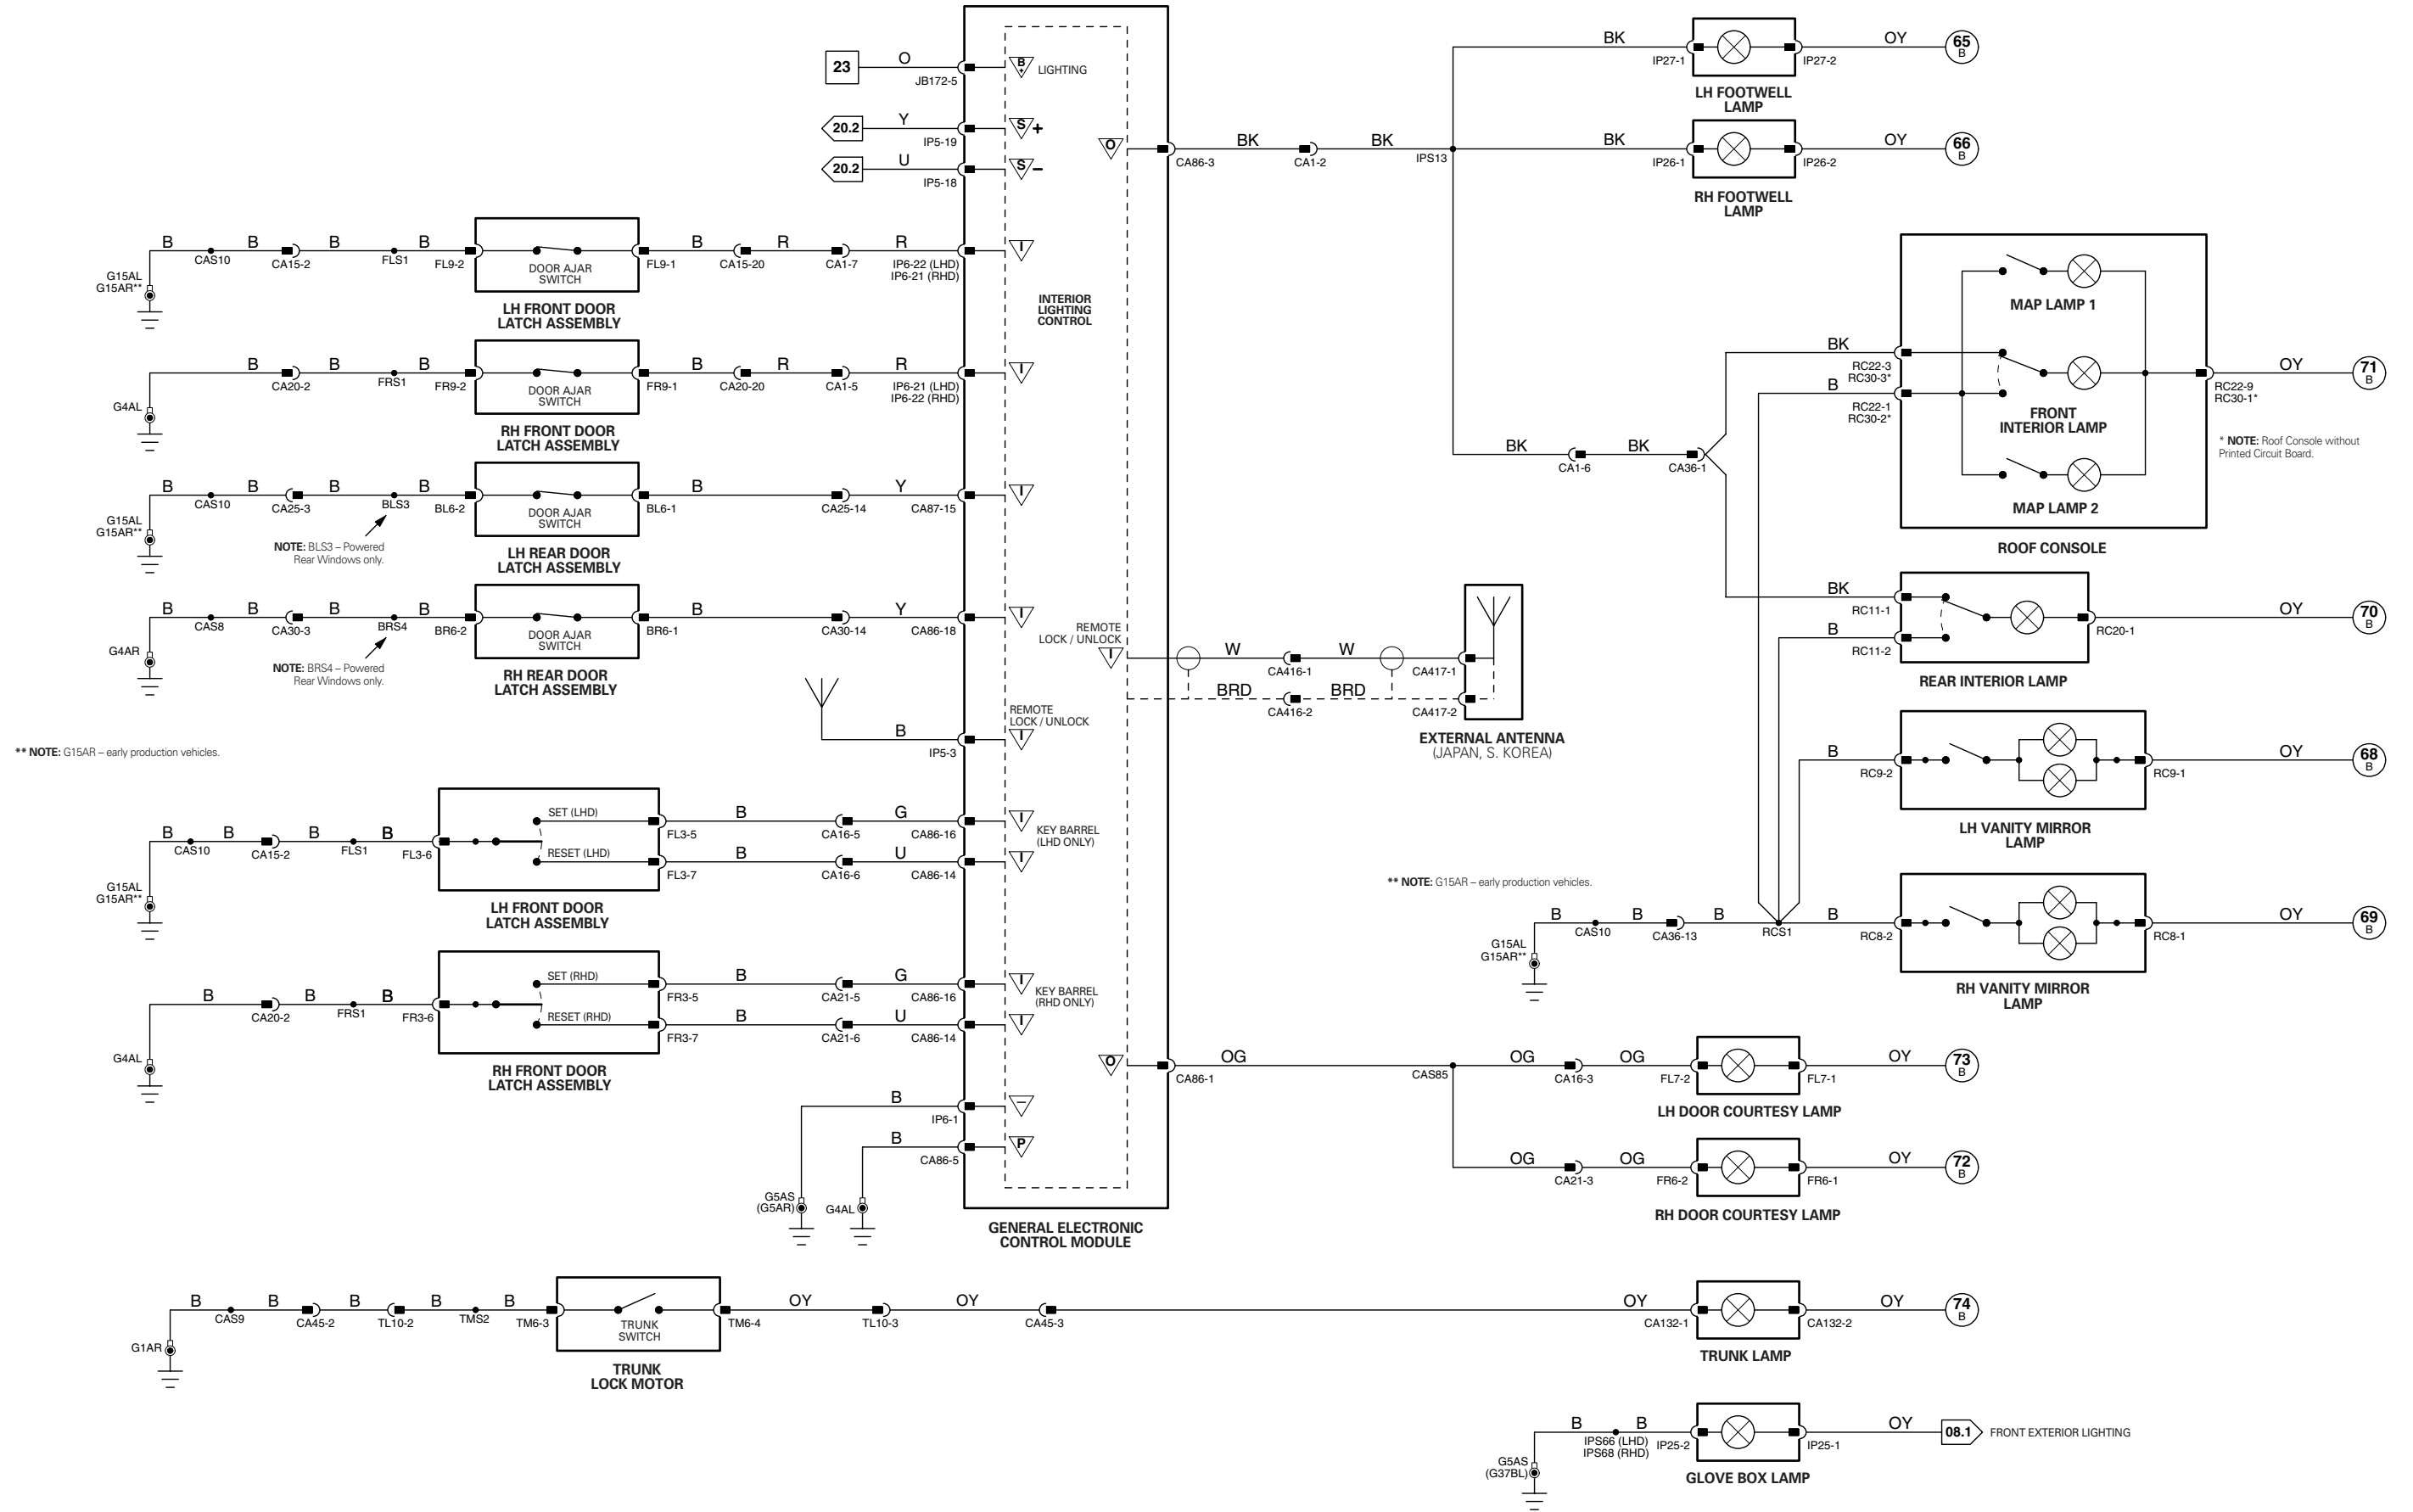 23
O
JB172-5
B
+
LIGHTING
20.2
Y
IP5-19
S +
20.2
U
IP5-18
S −
O
CA86-3
BK
CA1-2
BK
IPS13
BK
IP27-1
IP27-2
OY
65
B
LH FOOTWELL
LAMP
BK
IP26-1
IP26-2
OY
66
B
RH FOOTWELL
LAMP
B
CAS10
B
CA15-2
B
FLS1
B
FL9-2
DOOR AJAR
SWITCH
FL9-1
B
CA15-20
R
CA1-7
R
IP6-22 (LHD)
IP6-21 (RHD)
I
G15AL
G15AR**
LH FRONT DOOR
LATCH ASSEMBLY
INTERIOR
LIGHTING
CONTROL
B
CA20-2
B
FRS1
B
FR9-2
DOOR AJAR
SWITCH
FR9-1
B
CA20-20
R
CA1-5
R
IP6-21 (LHD)
IP6-22 (RHD)
I
G4AL
RH FRONT DOOR
LATCH ASSEMBLY
B
CAS10
B
CA25-3
B
BLS3
B
BL6-2
DOOR AJAR
SWITCH
BL6-1
B
CA25-14
Y
CA87-15
I
G15AL
G15AR**
NOTE: BLS3 – Powered
Rear Windows only.
LH REAR DOOR
LATCH ASSEMBLY
B
CAS8
B
CA30-3
B
BRS4
B
BR6-2
DOOR AJAR
SWITCH
BR6-1
B
CA30-14
Y
CA86-18
I
G4AR
NOTE: BRS4 – Powered
Rear Windows only.
RH REAR DOOR
LATCH ASSEMBLY
REMOTE
LOCK / UNLOCK
I
W
CA416-1
W
CA417-1
BRD
CA416-2
BRD
CA417-2
EXTERNAL ANTENNA
(JAPAN, S. KOREA)
REMOTE
LOCK / UNLOCK
B
IP5-3
I
** NOTE: G15AR – early production vehicles.
MAP LAMP 1
BK
RC22-3
RC30-3*
B
RC22-1
RC30-2*
FRONT
INTERIOR LAMP
RC22-9
RC30-1*
OY
71
B
* NOTE: Roof Console without
Printed Circuit Board.
MAP LAMP 2
ROOF CONSOLE
BK
CA1-6
BK
CA36-1
BK
RC11-1
B
RC11-2
RC20-1
OY
70
B
REAR INTERIOR LAMP
B
RC9-2
RC9-1
OY
68
B
LH VANITY MIRROR
LAMP
** NOTE: G15AR – early production vehicles.
B
CAS10
B
CA36-13
B
RCS1
B
RC8-2
RC8-1
OY
69
B
G15AL
G15AR**
RH VANITY MIRROR
LAMP
B
CAS10
B
CA15-2
B
FLS1
B
FL3-6
SET (LHD)
RESET (LHD)
FL3-5
B
CA16-5
G
CA86-16
I
FL3-7
B
CA16-6
U
CA86-14
I
KEY BARREL
(LHD ONLY)
G15AL
G15AR**
LH FRONT DOOR
LATCH ASSEMBLY
B
CA20-2
B
FRS1
B
FR3-6
SET (RHD)
RESET (RHD)
FR3-5
B
CA21-5
G
CA86-16
I
FR3-7
B
CA21-6
U
CA86-14
I
KEY BARREL
(RHD ONLY)
G4AL
RH FRONT DOOR
LATCH ASSEMBLY
O
CA86-1
OG
CAS85
OG
CA16-3
OG
FL7-2
FL7-1
OY
73
B
LH DOOR COURTESY LAMP
OG
CA21-3
OG
FR6-2
FR6-1
OY
72
B
RH DOOR COURTESY LAMP
B
IP6-1
−
B
CA86-5
P
G5AS
(G5AR)
G4AL
GENERAL ELECTRONIC
CONTROL MODULE
B
CAS9
B
CA45-2
B
TL10-2
B
TMS2
B
TM6-3
TRUNK
SWITCH
TM6-4
OY
TL10-3
OY
CA45-3
OY
CA132-1
CA132-2
OY
74
B
G1AR
TRUNK
LOCK MOTOR
TRUNK LAMP
B
IPS66 (LHD)
IPS68 (RHD)
B
IP25-2
IP25-1
OY
08.1
FRONT EXTERIOR LIGHTING
G5AS
(G37BL)
GLOVE BOX LAMP